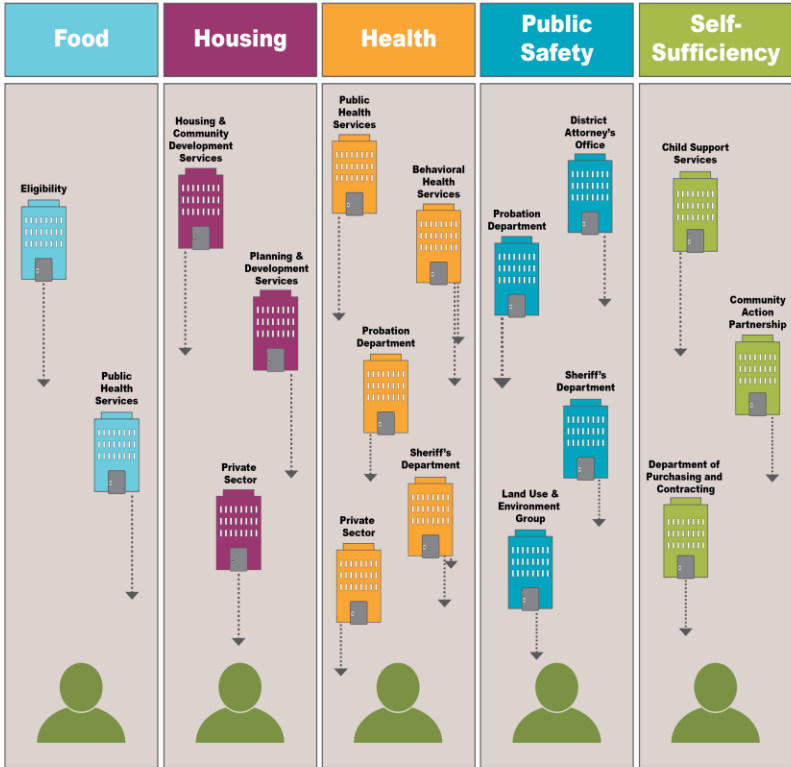 Food
Housing
Health
Public
Safety
Self-
Sufficiency
Eligibility
Public
Health
Services
Housing &
Community
Development
Services
Planning &
Development
Services
Private
Sector
Public
Health
Services
Behavioral
Health
Services
Probation
Department
Sheriff's
Department
Private
Sector
District
Attorney's
Office
Probation
Department
Sheriff's
Department
Land Use &
Environment
Group
Child Support
Services
Community
Action
Partnership
Department of
Purchasing and
Contracting